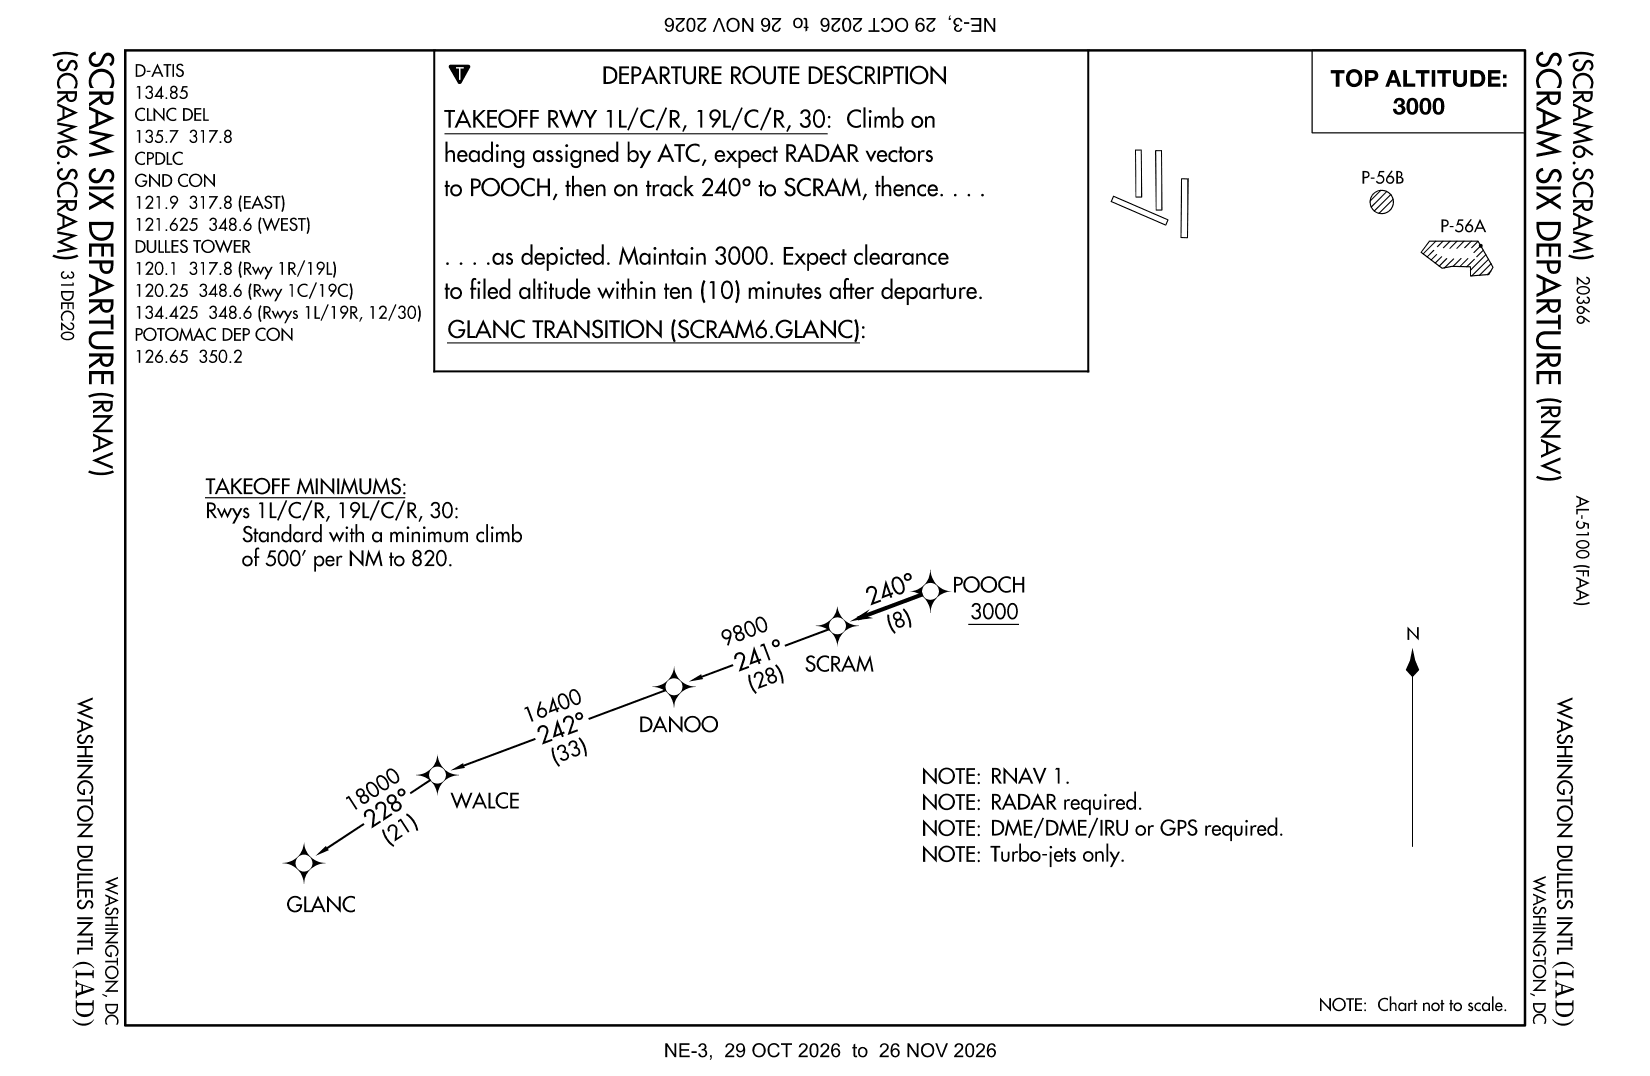 NE-3, 29 OCT 2026 to 26 NOV 2026
(SCRAM6.SCRAM) 31DEC20
SCRAM SIX DEPARTURE (RNAV)
WASHINGTON DULLES INTL (IAD)
WASHINGTON, DC
D-ATIS
134.85
CLNC DEL
135.7 317.8
CPDLC
GND CON
121.9 317.8 (EAST)
121.625 348.6 (WEST)
DULLES TOWER
120.1 317.8 (Rwy 1R/19L)
120.25 348.6 (Rwy 1C/19C)
134.425 348.6 (Rwys 1L/19R, 12/30)
POTOMAC DEP CON
126.65 350.2
T
DEPARTURE ROUTE DESCRIPTION
TAKEOFF RWY 1L/C/R, 19L/C/R, 30: Climb on
heading assigned by ATC, expect RADAR vectors
to POOCH, then on track 240° to SCRAM, thence. . . .
. . . .as depicted. Maintain 3000. Expect clearance
to filed altitude within ten (10) minutes after departure.
GLANC TRANSITION (SCRAM6.GLANC):
TOP ALTITUDE:
3000
P-56B
P-56A
TAKEOFF MINIMUMS:
Rwys 1L/C/R, 19L/C/R, 30:
Standard with a minimum climb
of 500' per NM to 820.
POOCH
3000
240°
(8)
SCRAM
9800
241°
(28)
DANOO
16400
242°
(33)
WALCE
18000
228°
(21)
GLANC
N
NOTE: RNAV 1.
NOTE: RADAR required.
NOTE: DME/DME/IRU or GPS required.
NOTE: Turbo-jets only.
NOTE: Chart not to scale.
(SCRAM6.SCRAM) 20366
SCRAM SIX DEPARTURE (RNAV)
AL-5100 (FAA)
WASHINGTON DULLES INTL (IAD)
WASHINGTON, DC
NE-3, 29 OCT 2026 to 26 NOV 2026